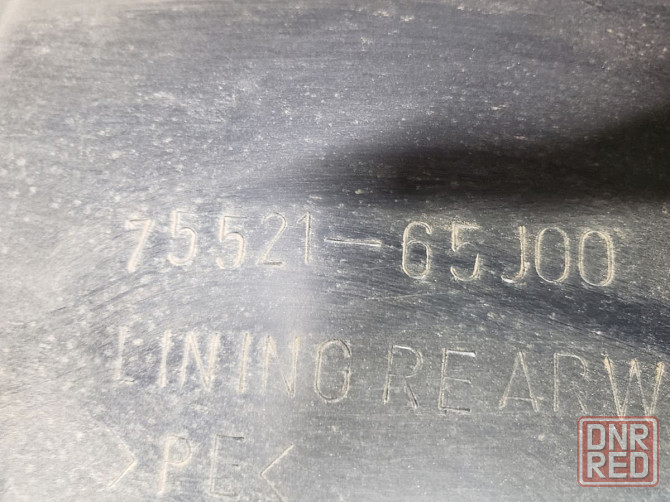 75521-65J00
LINING REARW
>PE<
DNR
RED